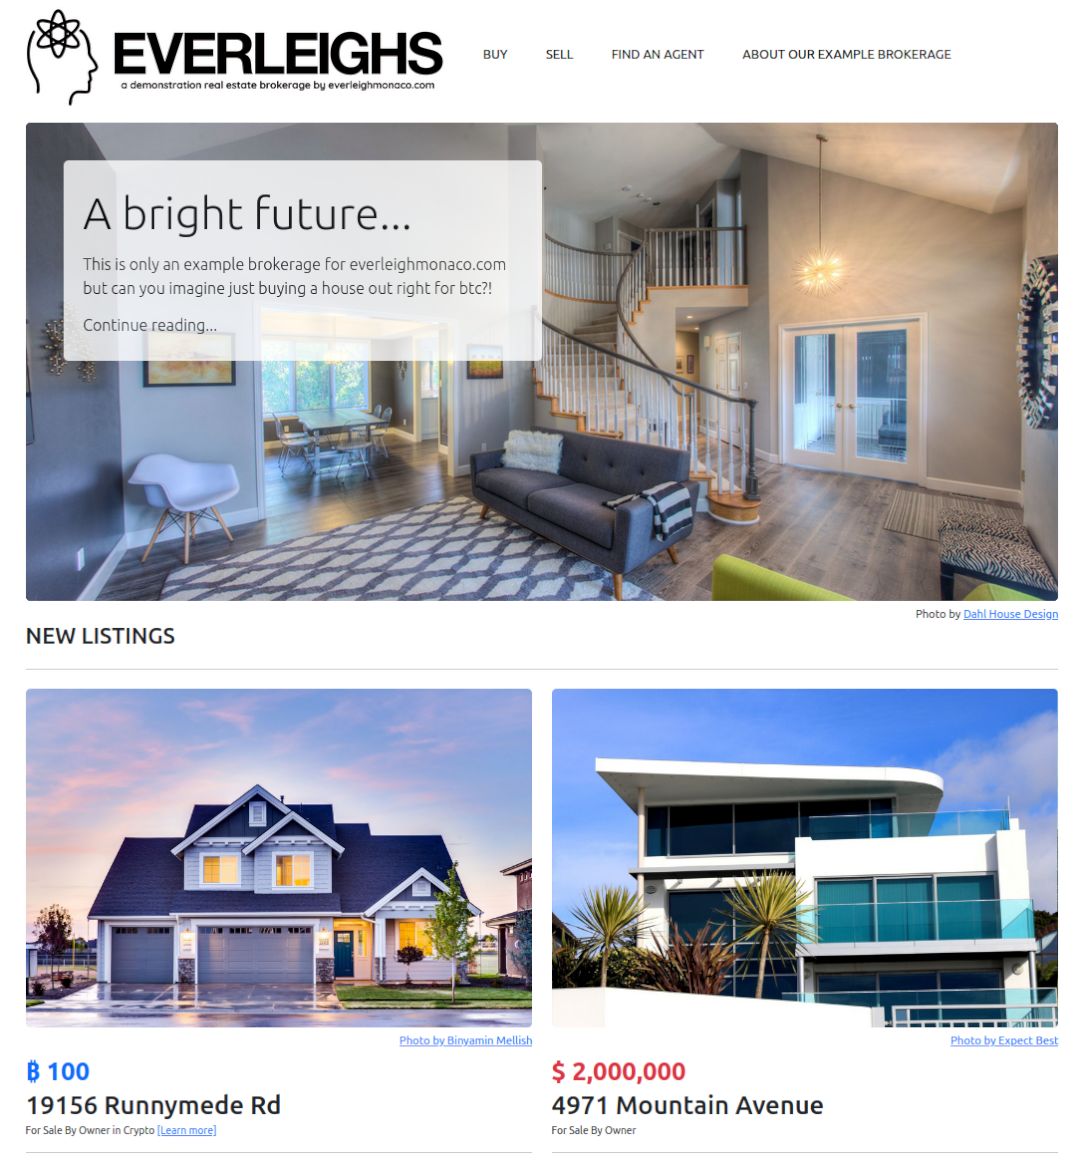 EVERLEIGHS
a demonstration real estate brokerage by everleighmonaco.com
BUY
SELL
FIND AN AGENT
ABOUT OUR EXAMPLE BROKERAGE
A bright future...
This is only an example brokerage for everleighmonaco.com
but can you imagine just buying a house out right for btc?!
Continue reading...
Photo by Dahl House Design
NEW LISTINGS
Photo by Binyamin Mellish
฿ 100
19156 Runnymede Rd
For Sale By Owner in Crypto [Learn more]
Photo by Expect Best
$ 2,000,000
4971 Mountain Avenue
For Sale By Owner